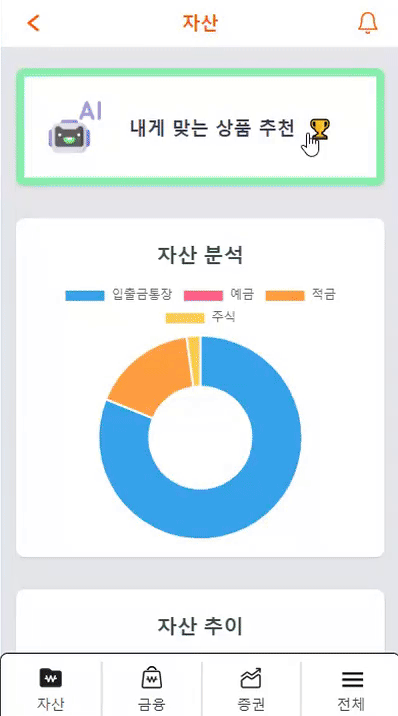 자산
AI
내게 맞는 상품 추천
자산 분석
입출금통장 예금 적금
주식
자산 추이
자산 금융 증권 전체